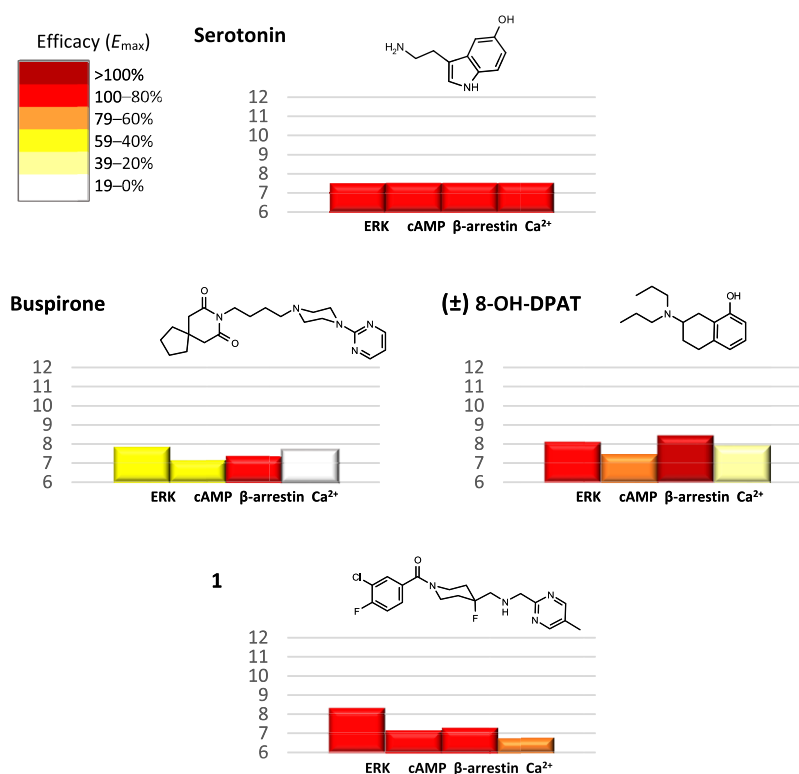 Efficacy (Emax)
>100%
100–80%
79–60%
59–40%
39–20%
19–0%
Serotonin
OH
H2N
NH
12
11
10
9
8
7
6
ERK cAMP β-arrestin Ca²⁺
Buspirone
O
N
O
N
N
N
N
12
11
10
9
8
7
6
ERK cAMP β-arrestin Ca²⁺
(±) 8-OH-DPAT
OH
N
12
11
10
9
8
7
6
ERK cAMP β-arrestin Ca²⁺
1
O
Cl
F
N
F
N
H
N
N
12
11
10
9
8
7
6
ERK cAMP β-arrestin Ca²⁺